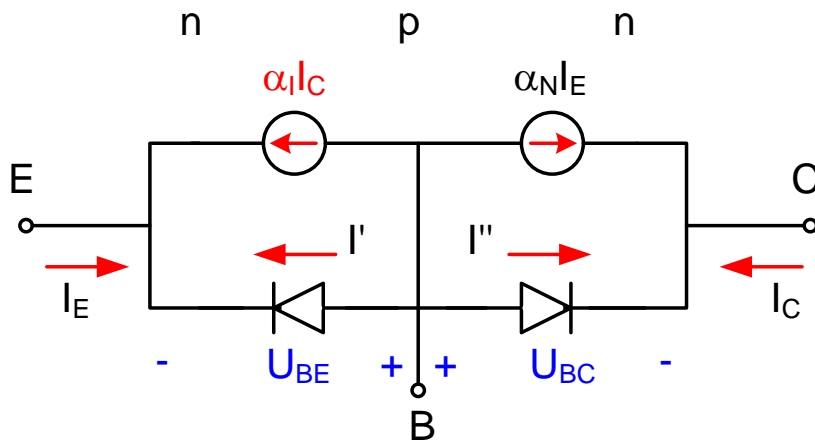 n p n
αIIC αNIE
E C
I' I"
IE IC
- UBE + + UBC -
B